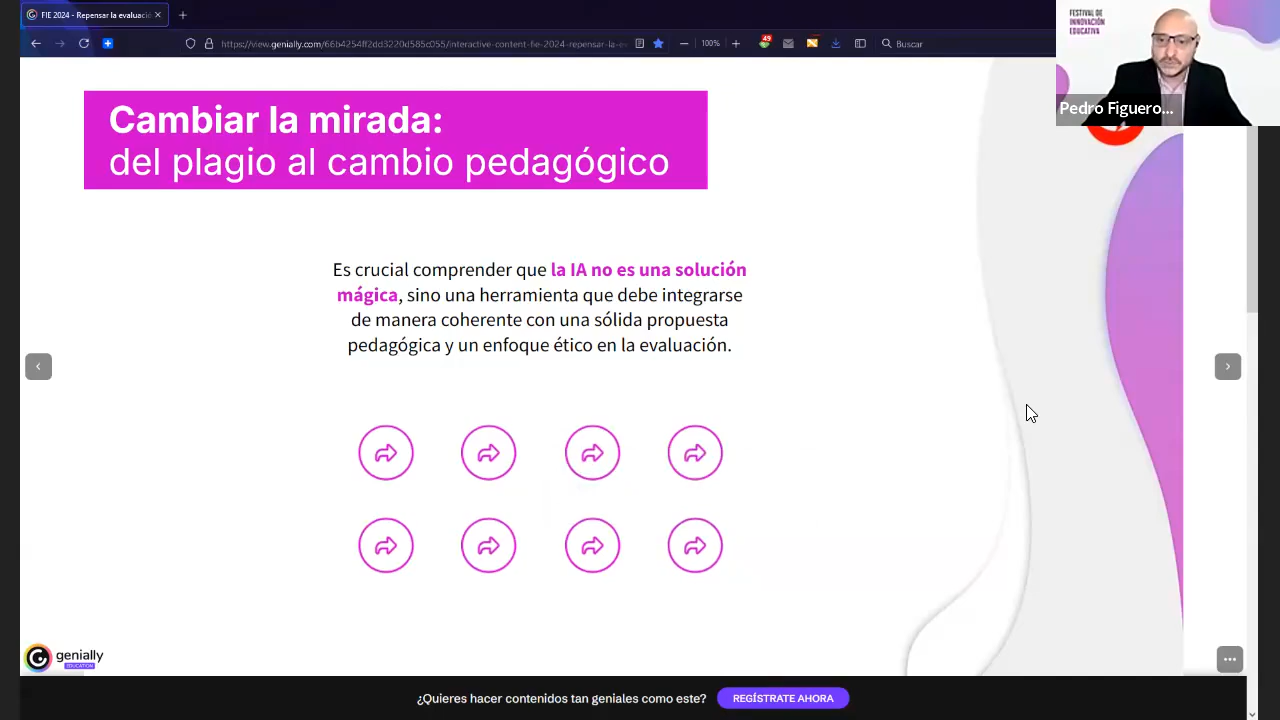 FIE 2024 - Repensar la evaluació
https://view.genially.com/66b4254ff2dd3220d585c055/interactive-content-fie-2024-repensar-la-ev
100%
49
Buscar
FESTIVAL DE
INNOVACIÓN
EDUCATIVA
Pedro Figuero...
Cambiar la mirada:
del plagio al cambio pedagógico
Es crucial comprender que la IA no es una solución
mágica, sino una herramienta que debe integrarse
de manera coherente con una sólida propuesta
pedagógica y un enfoque ético en la evaluación.
genially
EDUCATION
¿Quieres hacer contenidos tan geniales como este?
REGÍSTRATE AHORA